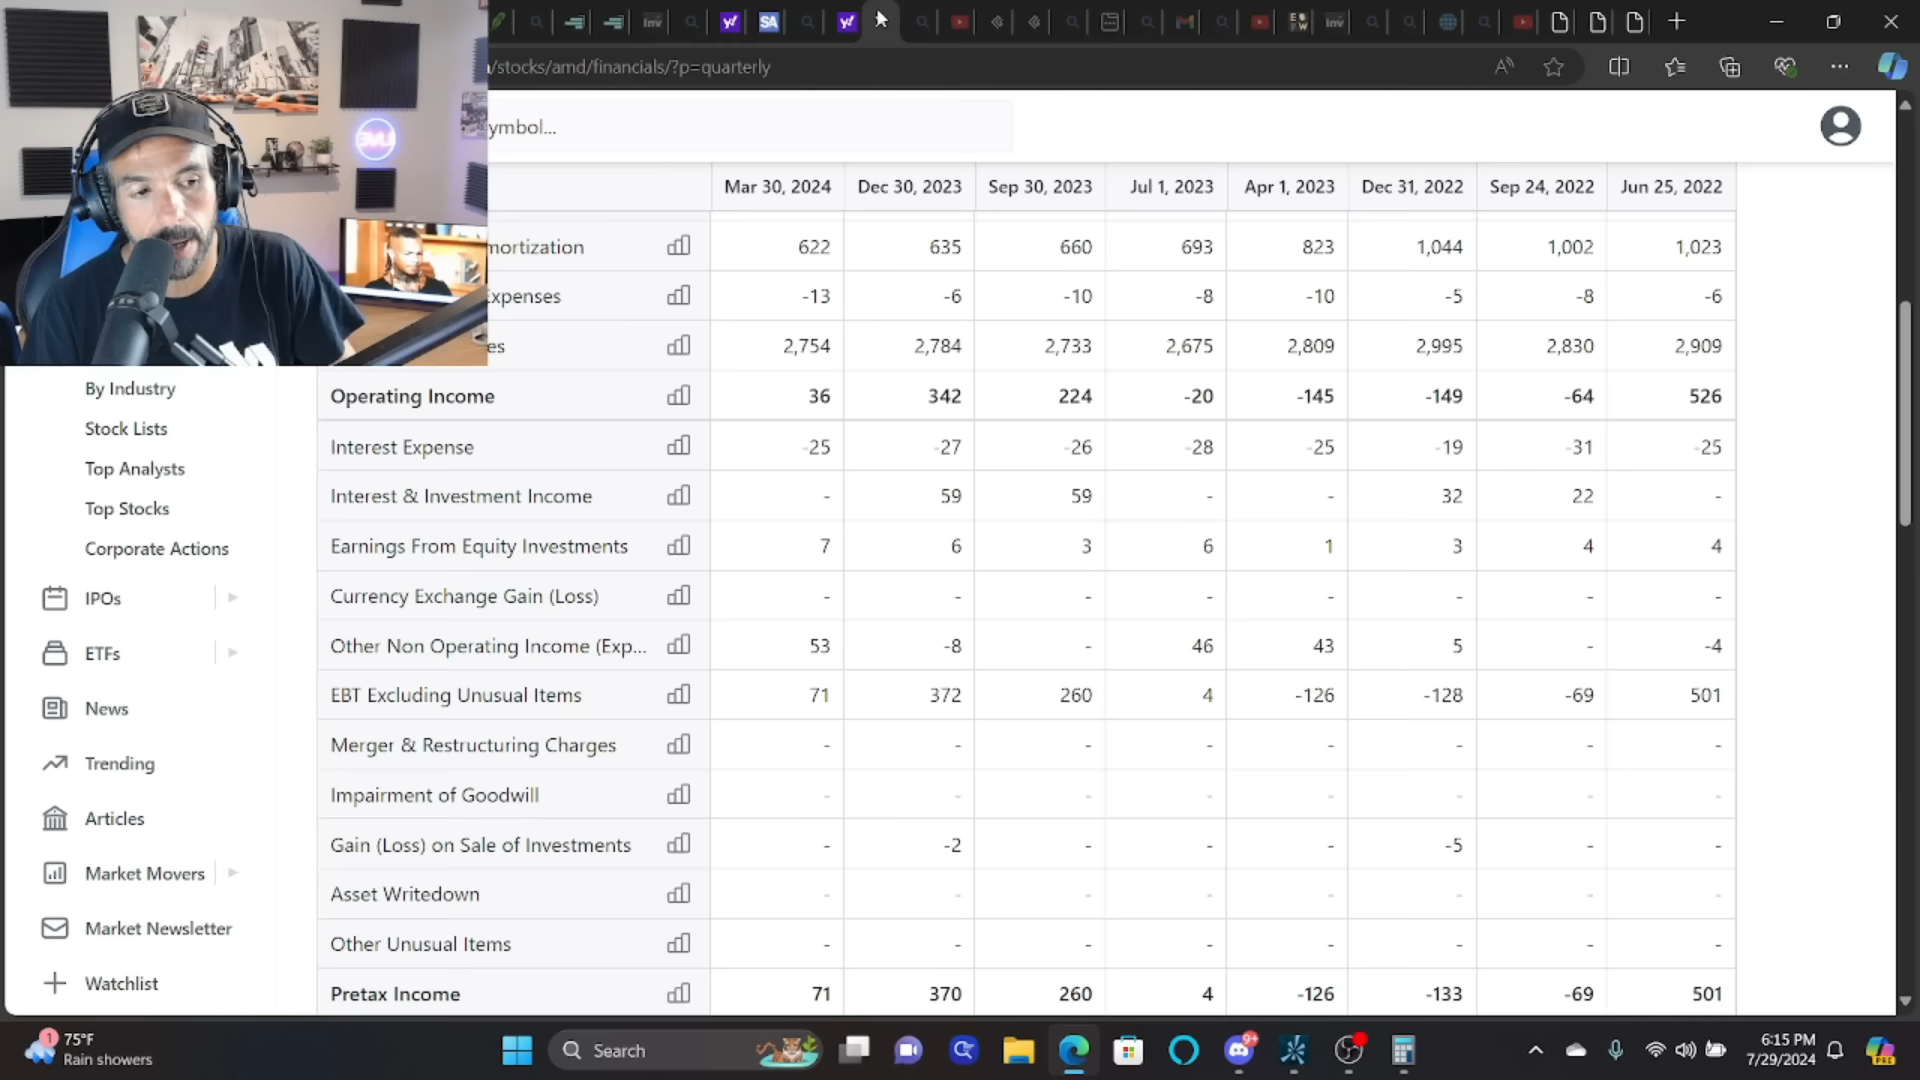 Inv
y!
SA
y!
Inv
/stocks/amd/financials/?p=quarterly
ymbol...
LIVE
Mar 30, 2024 Dec 30, 2023 Sep 30, 2023 Jul 1, 2023 Apr 1, 2023 Dec 31, 2022 Sep 24, 2022 Jun 25, 2022
mortization 622 635 660 693 823 1,044 1,002 1,023
xpenses -13 -6 -10 -8 -10 -5 -8 -6
es 2,754 2,784 2,733 2,675 2,809 2,995 2,830 2,909
Operating Income 36 342 224 -20 -145 -149 -64 526
Interest Expense -25 -27 -26 -28 -25 -19 -31 -25
Interest & Investment Income - 59 59 - - 32 22 -
Earnings From Equity Investments 7 6 3 6 1 3 4 4
Currency Exchange Gain (Loss) - - - - - - - -
Other Non Operating Income (Exp... 53 -8 - 46 43 5 - -4
EBT Excluding Unusual Items 71 372 260 4 -126 -128 -69 501
Merger & Restructuring Charges - - - - - - - -
Impairment of Goodwill - - - - - - - -
Gain (Loss) on Sale of Investments - -2 - - - -5 - -
Asset Writedown - - - - - - - -
Other Unusual Items - - - - - - - -
Pretax Income 71 370 260 4 -126 -133 -69 501
By Industry
Stock Lists
Top Analysts
Top Stocks
Corporate Actions
IPOs
ETFs
News
Trending
Articles
Market Movers
Market Newsletter
Watchlist
1
75°F
Rain showers
Search
9+
6:15 PM
7/29/2024
PRE